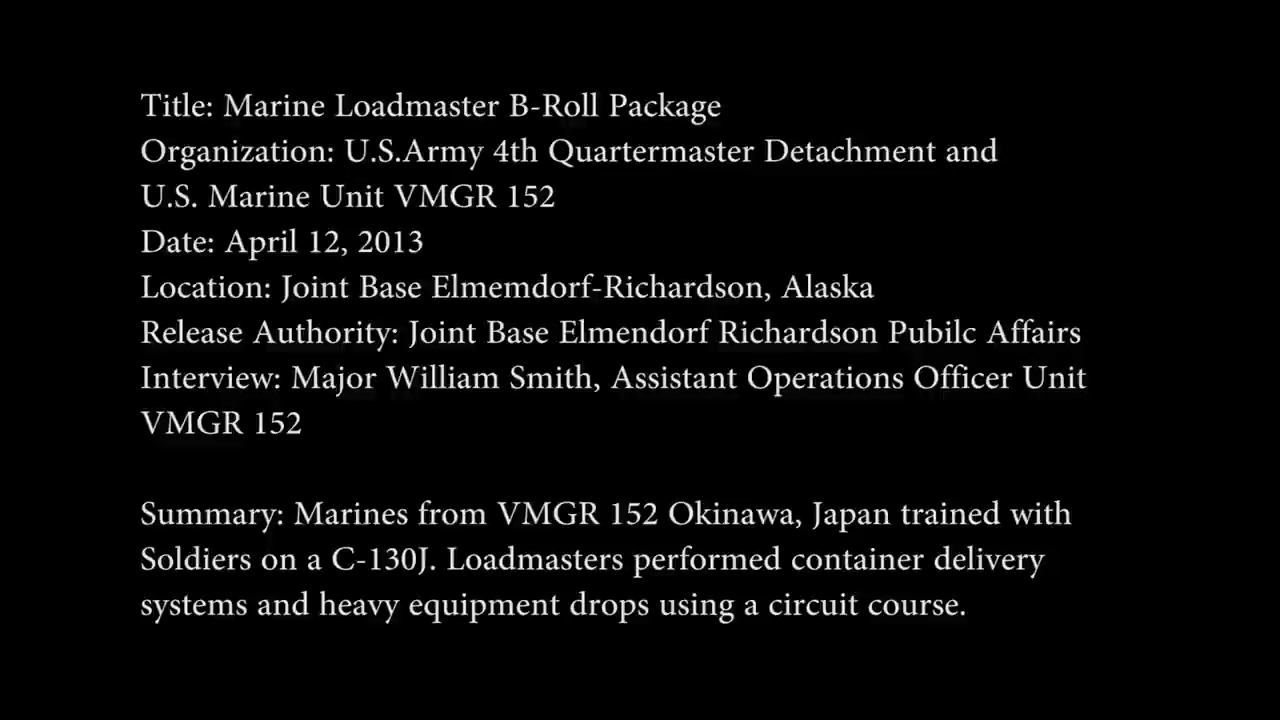 Title: Marine Loadmaster B-Roll Package
Organization: U.S.Army 4th Quartermaster Detachment and
U.S. Marine Unit VMGR 152
Date: April 12, 2013
Location: Joint Base Elmemdorf-Richardson, Alaska
Release Authority: Joint Base Elmendorf Richardson Pubilc Affairs
Interview: Major William Smith, Assistant Operations Officer Unit
VMGR 152
Summary: Marines from VMGR 152 Okinawa, Japan trained with
Soldiers on a C-130J. Loadmasters performed container delivery
systems and heavy equipment drops using a circuit course.